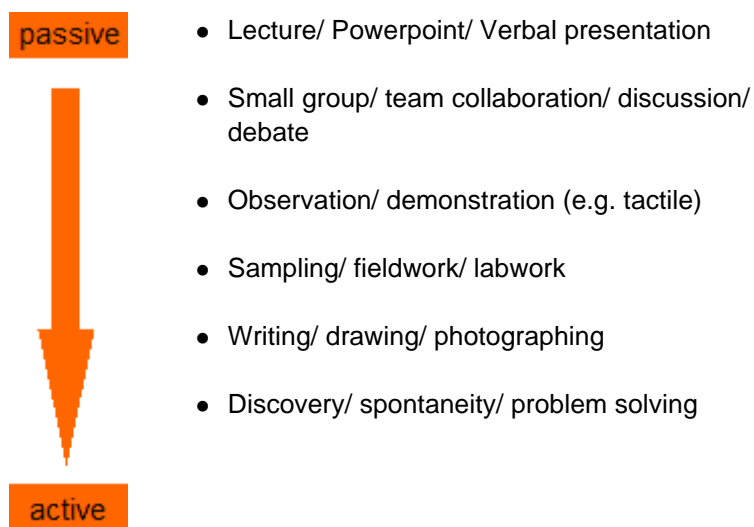 passive
● Lecture/ Powerpoint/ Verbal presentation
● Small group/ team collaboration/ discussion/
debate
● Observation/ demonstration (e.g. tactile)
● Sampling/ fieldwork/ labwork
● Writing/ drawing/ photographing
● Discovery/ spontaneity/ problem solving
active